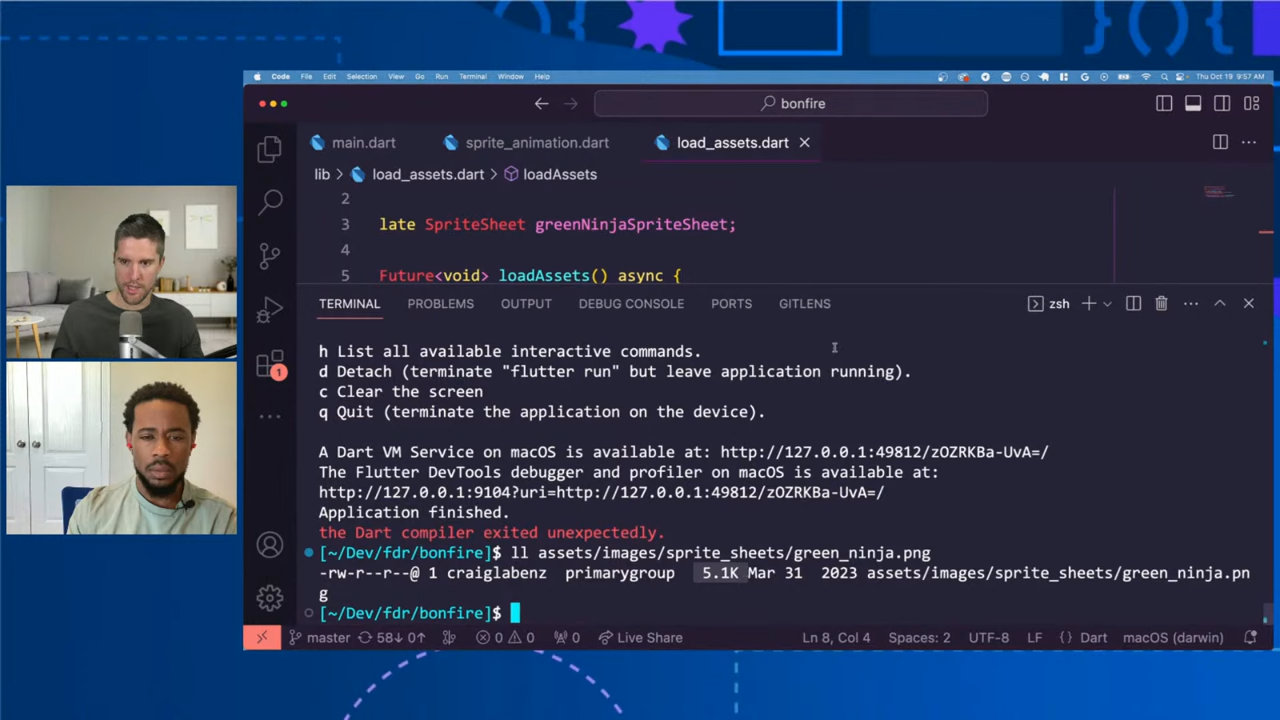 Code File Edit Selection View Go Run Terminal Window Help Thu Oct 19 9:57 AM
bonfire
main.dart sprite_animation.dart load_assets.dart
lib > load_assets.dart > loadAssets
2
3 late SpriteSheet greenNinjaSpriteSheet;
4
5 Future<void> loadAssets() async {
TERMINAL PROBLEMS OUTPUT DEBUG CONSOLE PORTS GITLENS zsh
h List all available interactive commands.
d Detach (terminate "flutter run" but leave application running).
c Clear the screen
q Quit (terminate the application on the device).
A Dart VM Service on macOS is available at: http://127.0.0.1:49812/zOZRKBa-UvA=/
The Flutter DevTools debugger and profiler on macOS is available at:
http://127.0.0.1:9104?uri=http://127.0.0.1:49812/zOZRKBa-UvA=/
Application finished.
the Dart compiler exited unexpectedly.
[~/Dev/fdr/bonfire]$ ll assets/images/sprite_sheets/green_ninja.png
-rw-r--r--@ 1 craiglabenz primarygroup 5.1K Mar 31 2023 assets/images/sprite_sheets/green_ninja.pn
g
[~/Dev/fdr/bonfire]$
1
master 58↓ 0↑ 0 0 0 Live Share Ln 8, Col 4 Spaces: 2 UTF-8 LF {} Dart macOS (darwin)